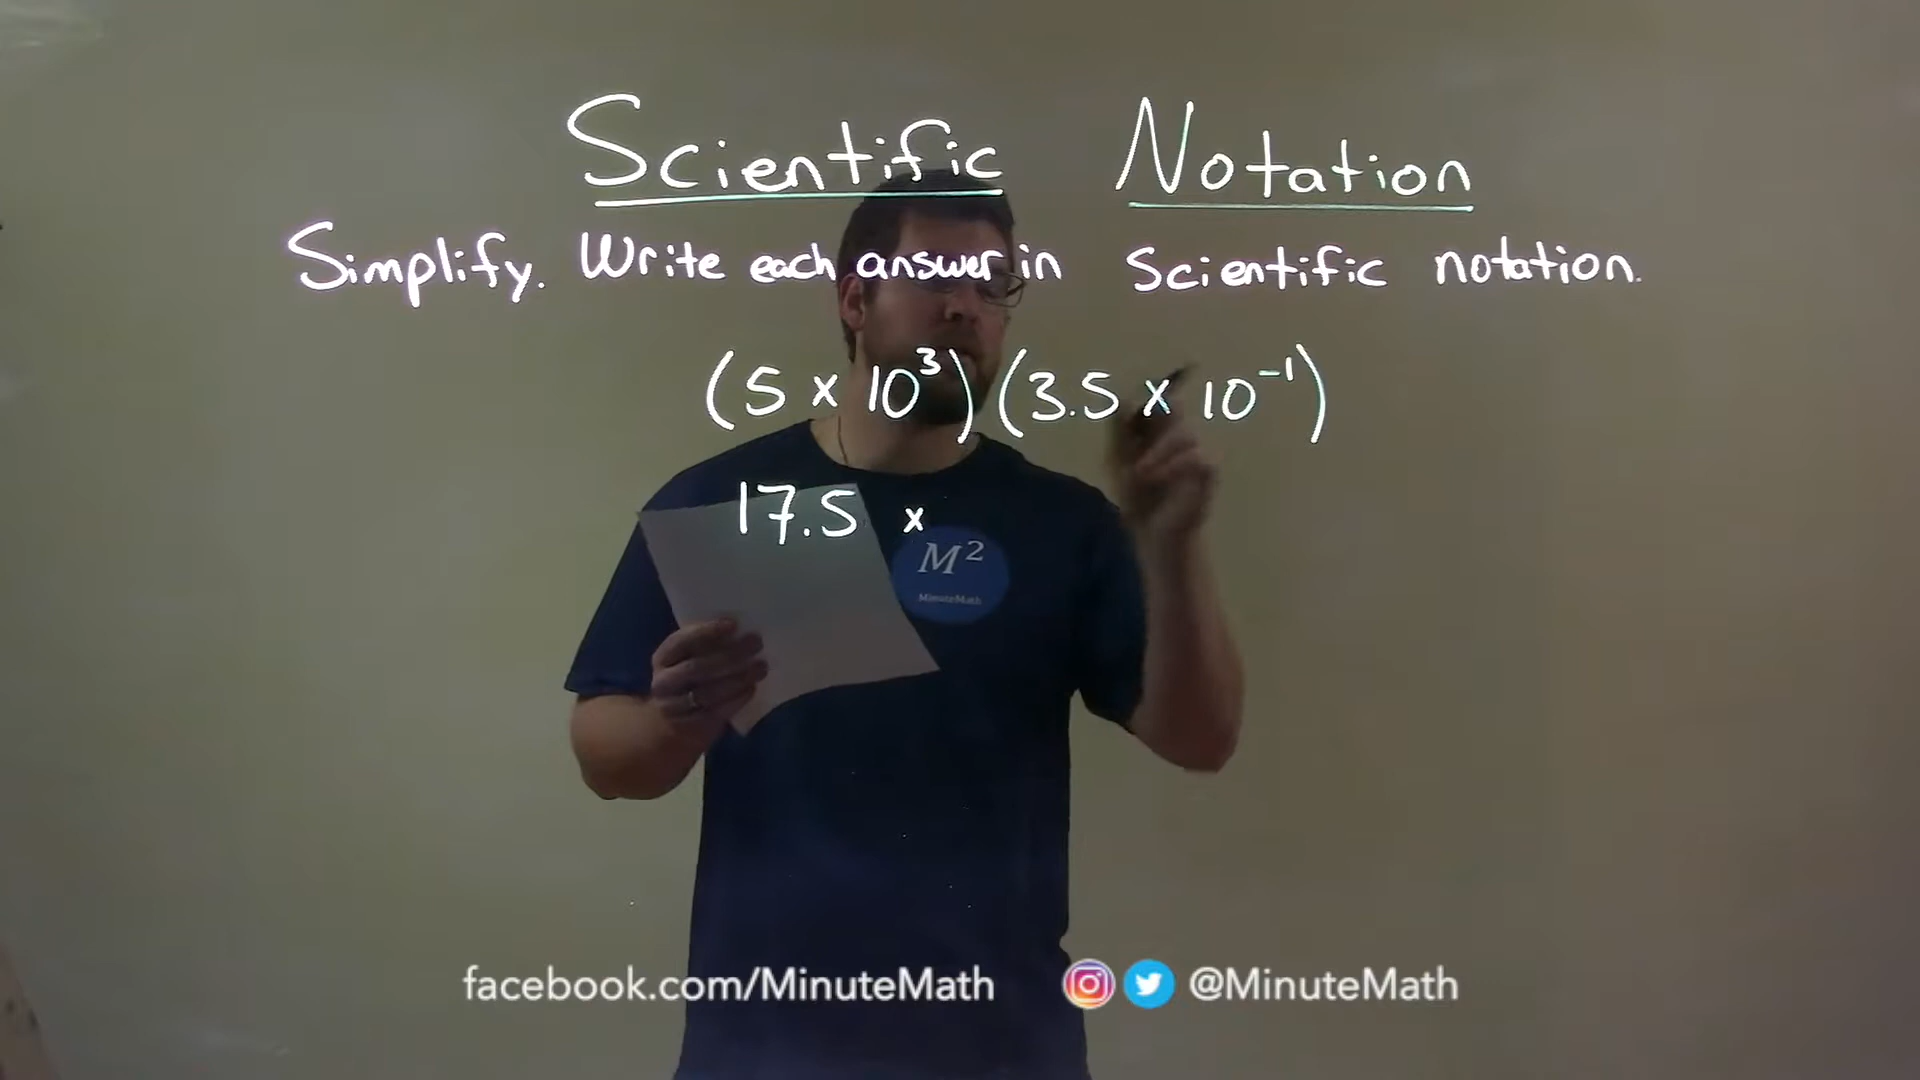 Scientific Notation
Simplify. Write each answer in scientific notation.
(5 × 10³)(3.5 × 10⁻¹)
17.5 ×
M²
MinuteMath
facebook.com/MinuteMath @MinuteMath